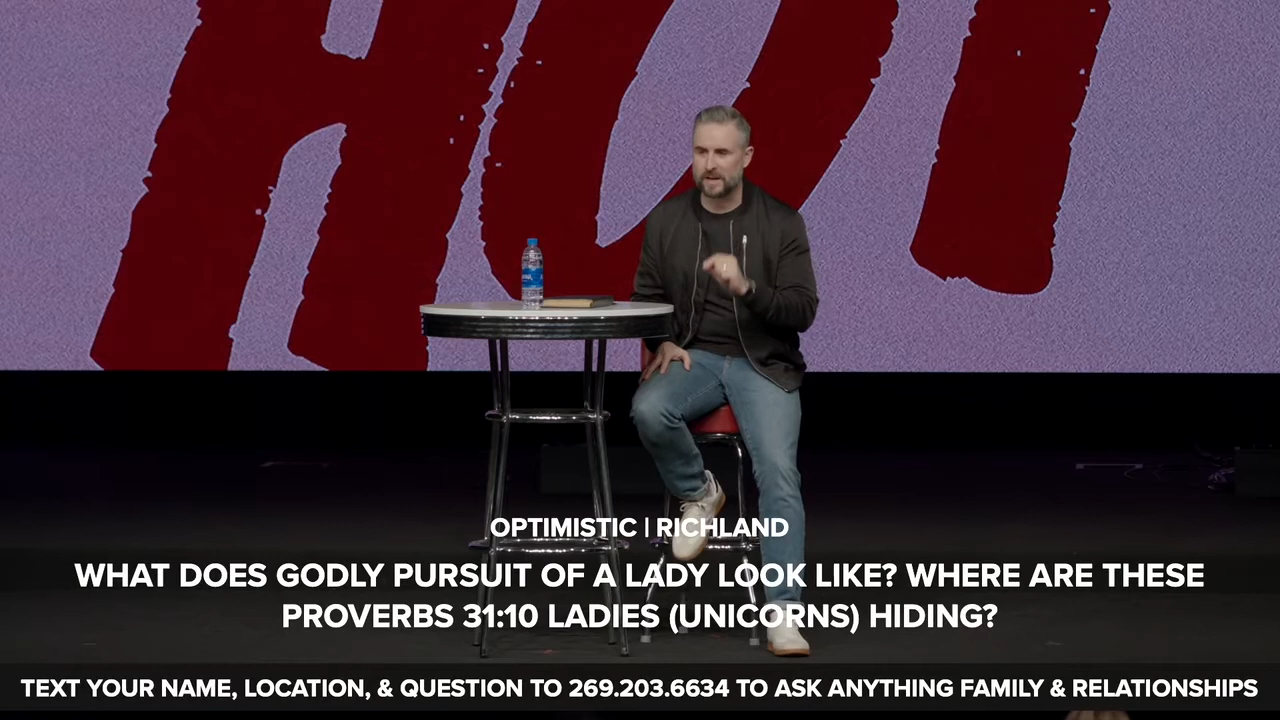 HOT
OPTIMISTIC | RICHLAND
WHAT DOES GODLY PURSUIT OF A LADY LOOK LIKE? WHERE ARE THESE
PROVERBS 31:10 LADIES (UNICORNS) HIDING?
TEXT YOUR NAME, LOCATION, & QUESTION TO 269.203.6634 TO ASK ANYTHING FAMILY & RELATIONSHIPS